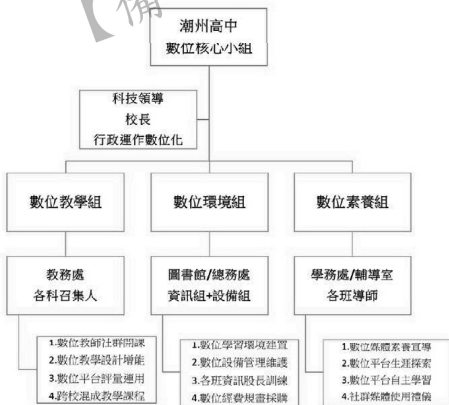 【備
潮州高中
數位核心小組
科技領導
校長
行政運作數位化
數位教學組
數位環境組
數位素養組
教務處
各科召集人
圖書館/總務處
資訊組+設備組
學務處/輔導室
各班導師
1.數位教師社群開課
2.數位教學設計增能
3.數位平台評量運用
4.跨校混成教學課程
1.數位學習環境建置
2.數位設備管理維護
3.各班資訊股長訓練
4.數位經費規畫採購
1.數位媒體素養宣導
2.數位平台生涯探索
3.數位平台自主學習
4.社群媒體使用禮儀